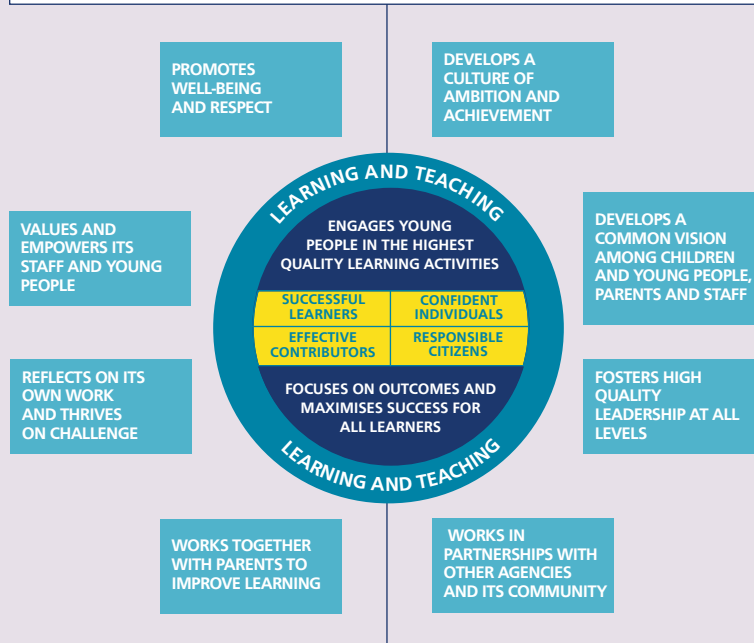 PROMOTES
WELL-BEING
AND RESPECT
DEVELOPS A
CULTURE OF
AMBITION AND
ACHIEVEMENT
VALUES AND
EMPOWERS ITS
STAFF AND YOUNG
PEOPLE
LEARNING AND TEACHING
ENGAGES YOUNG
PEOPLE IN THE HIGHEST
QUALITY LEARNING ACTIVITIES
SUCCESSFUL
LEARNERS
CONFIDENT
INDIVIDUALS
EFFECTIVE
CONTRIBUTORS
RESPONSIBLE
CITIZENS
FOCUSES ON OUTCOMES AND
MAXIMISES SUCCESS FOR
ALL LEARNERS
LEARNING AND TEACHING
DEVELOPS A
COMMON VISION
AMONG CHILDREN
AND YOUNG PEOPLE,
PARENTS AND STAFF
REFLECTS ON ITS
OWN WORK
AND THRIVES
ON CHALLENGE
FOSTERS HIGH
QUALITY
LEADERSHIP AT ALL
LEVELS
WORKS TOGETHER
WITH PARENTS TO
IMPROVE LEARNING
WORKS IN
PARTNERSHIPS WITH
OTHER AGENCIES
AND ITS COMMUNITY